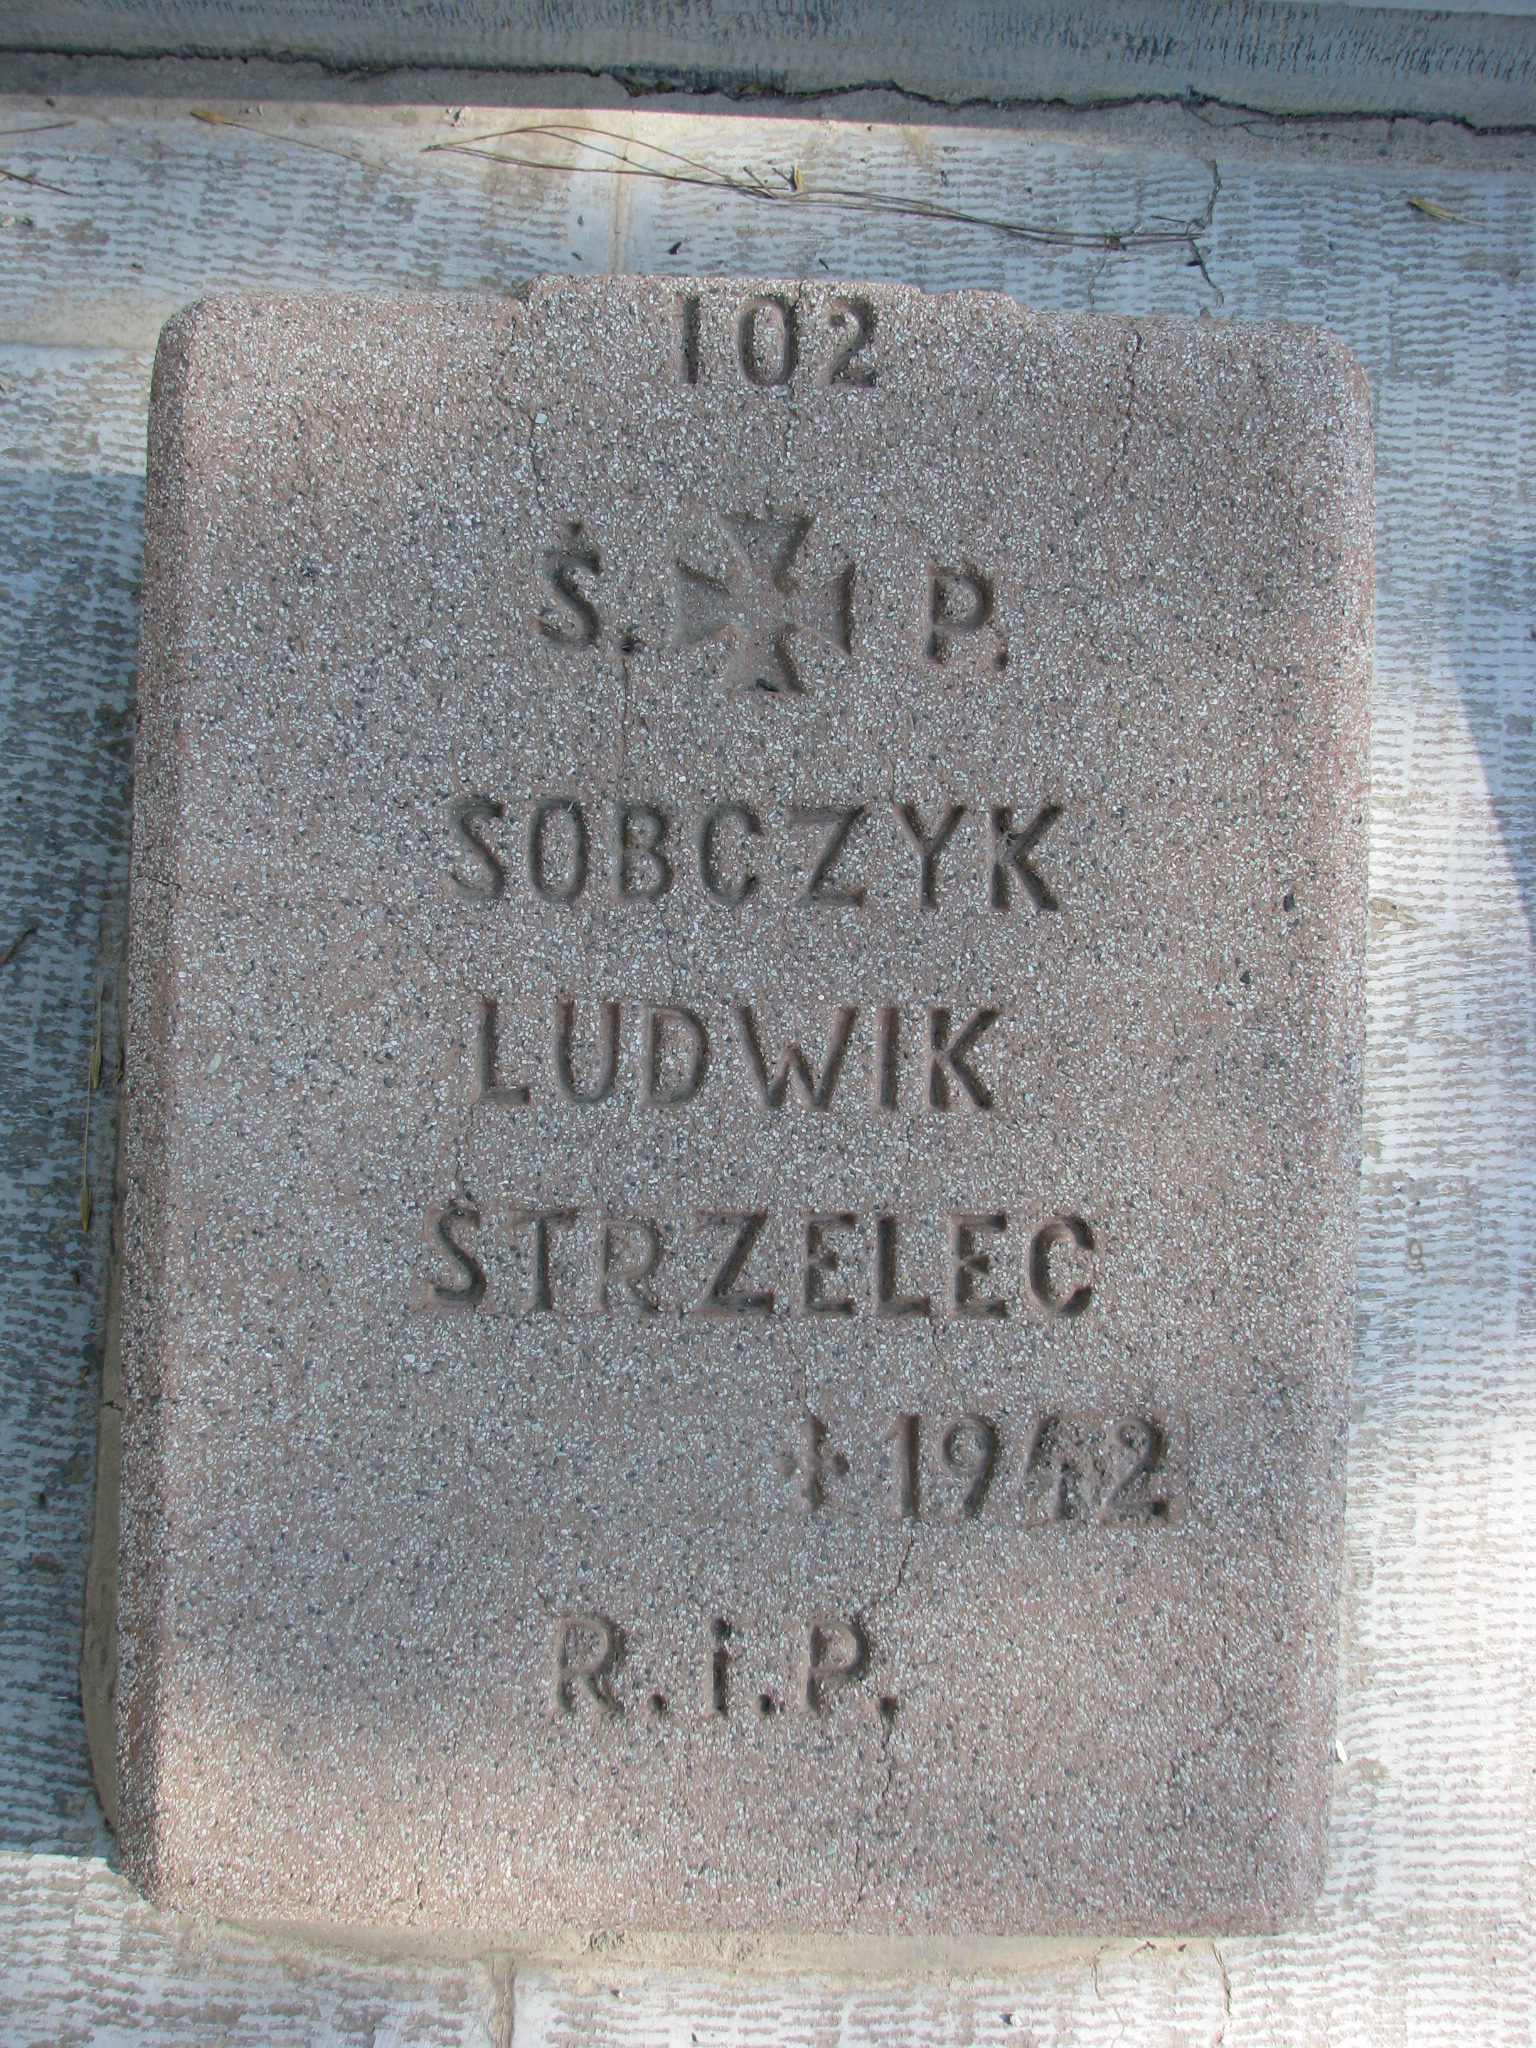 102
Ś. P.
SOBCZYK
LUDWIK
STRZELEC
1942
R.i.P.